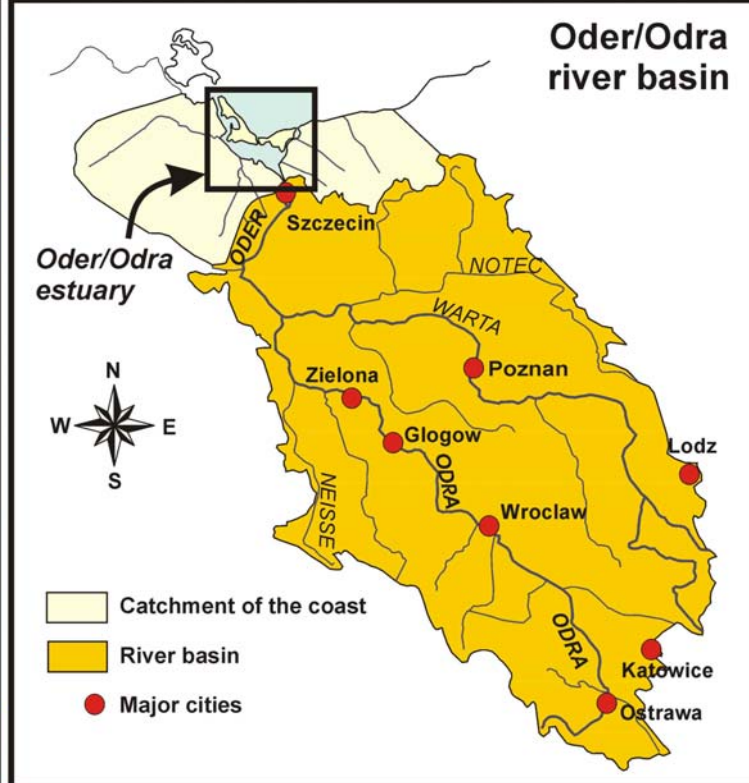 Oder/Odra
river basin
Szczecin
ODER
Oder/Odra
estuary
NOTEC
WARTA
Poznan
Zielona
N
W E
S
Glogow
Lodz
ODRA
NEISSE
Wroclaw
Catchment of the coast
River basin
Major cities
ODRA
Katowice
Ostrawa